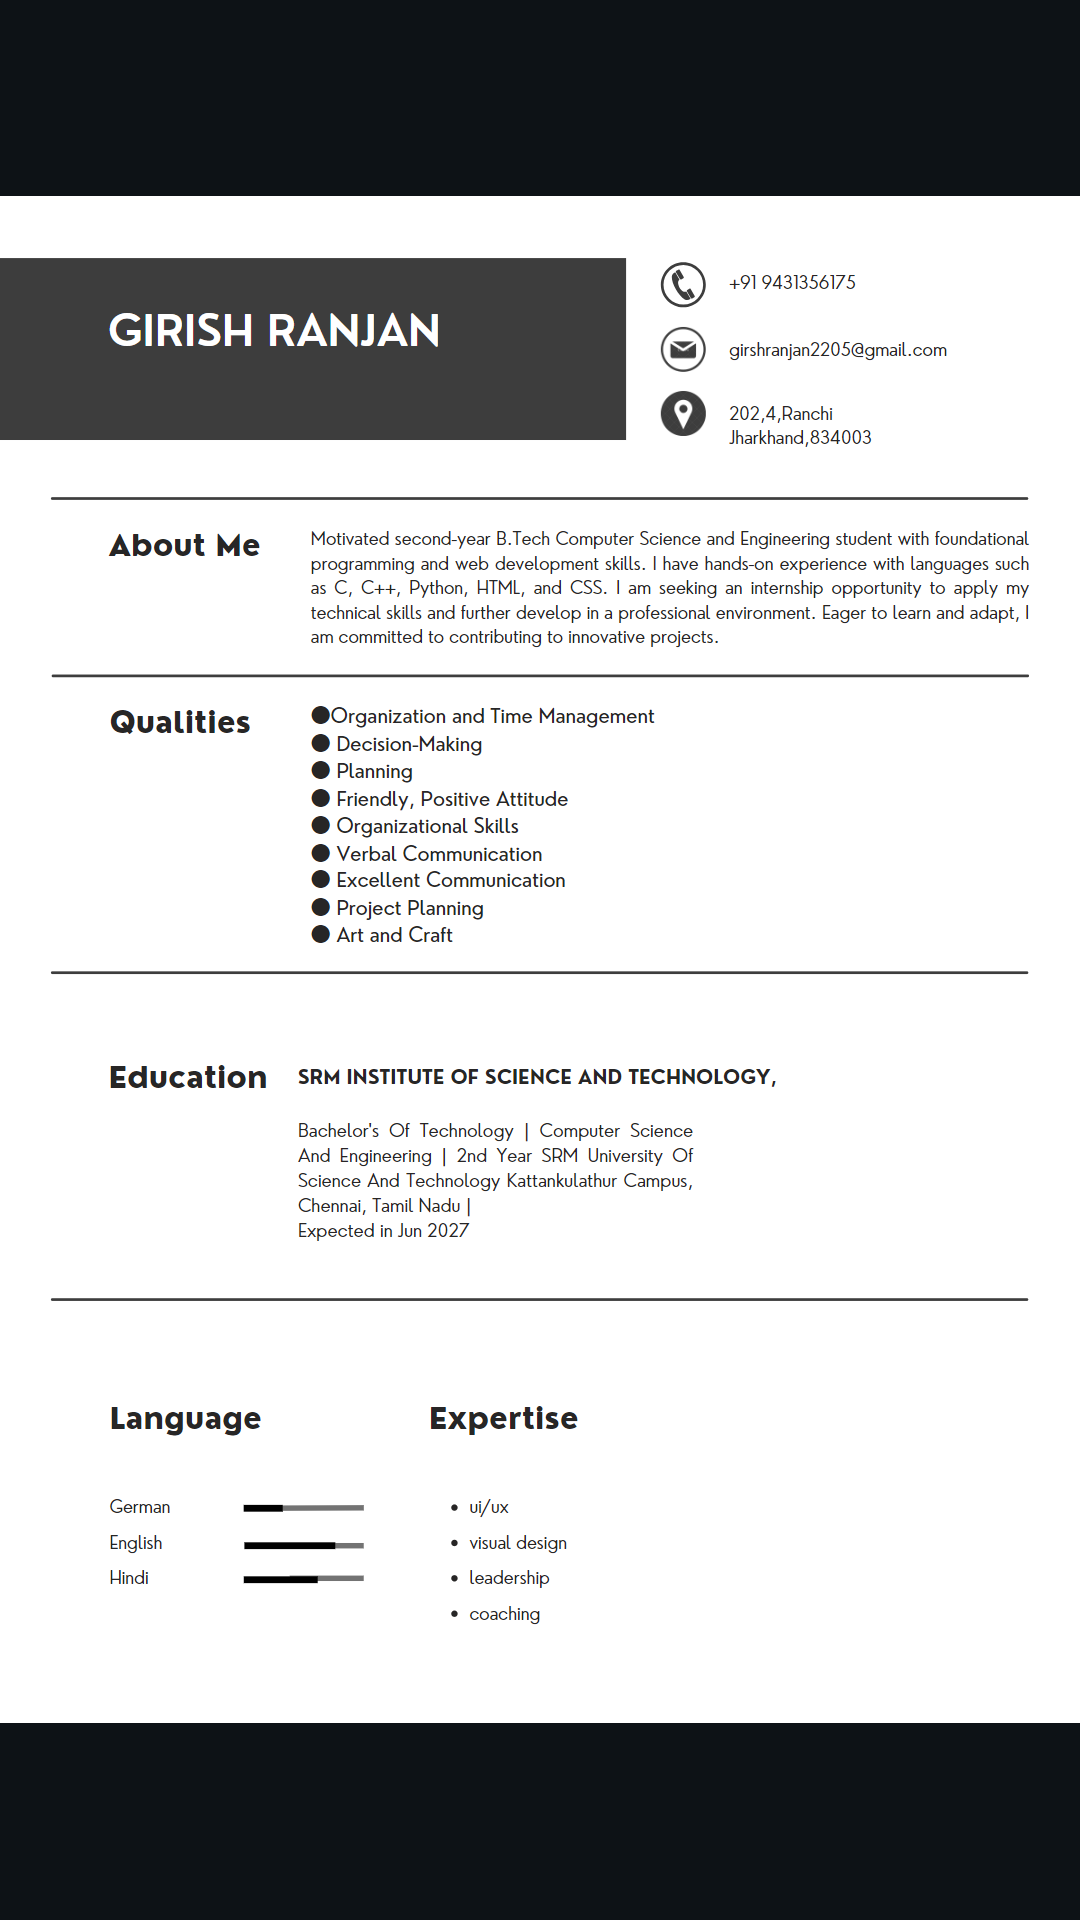 GIRISH RANJAN
+91 9431356175
girshranjan2205@gmail.com
202,4,Ranchi
Jharkhand,834003
About Me
Motivated second-year B.Tech Computer Science and Engineering student with foundational
programming and web development skills. I have hands-on experience with languages such
as C, C++, Python, HTML, and CSS. I am seeking an internship opportunity to apply my
technical skills and further develop in a professional environment. Eager to learn and adapt, I
am committed to contributing to innovative projects.
Qualities
●Organization and Time Management
● Decision-Making
● Planning
● Friendly, Positive Attitude
● Organizational Skills
● Verbal Communication
● Excellent Communication
● Project Planning
● Art and Craft
Education
SRM INSTITUTE OF SCIENCE AND TECHNOLOGY,
Bachelor's Of Technology | Computer Science
And Engineering | 2nd Year SRM University Of
Science And Technology Kattankulathur Campus,
Chennai, Tamil Nadu |
Expected in Jun 2027
Language
German
English
Hindi
Expertise
• ui/ux
• visual design
• leadership
• coaching